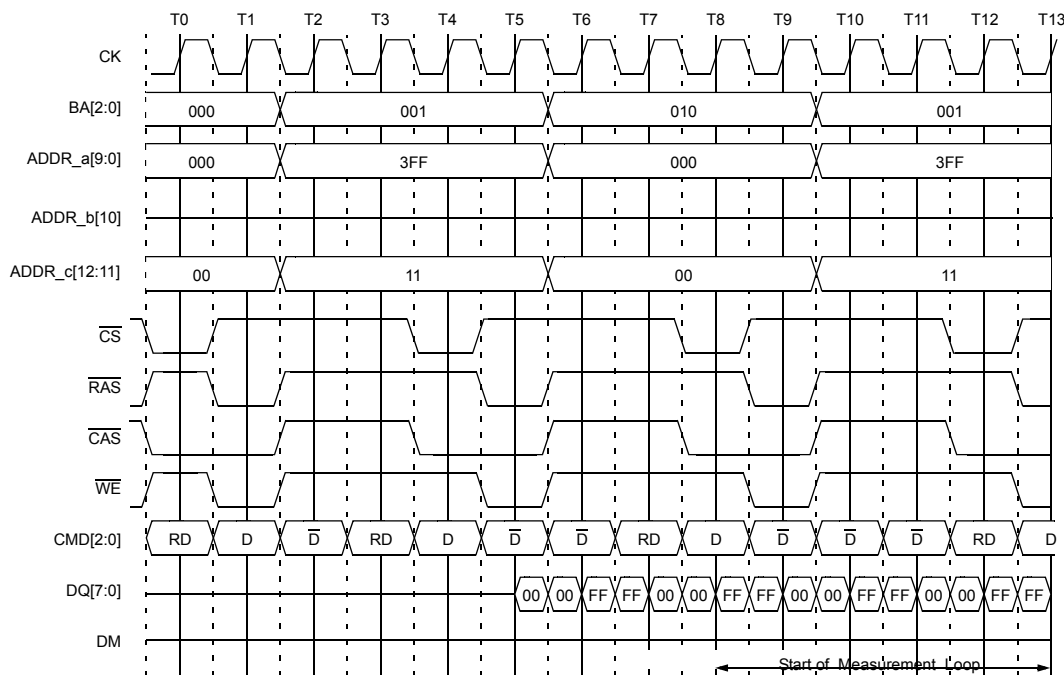 T0 T1 T2 T3 T4 T5 T6 T7 T8 T9 T10 T11 T12 T13
CK
BA[2:0] 000 001 010 001
ADDR_a[9:0] 000 3FF 000 3FF
ADDR_b[10]
ADDR_c[12:11] 00 11 00 11
CS
RAS
CAS
WE
CMD[2:0] RD D D RD D D D RD D D D D RD D
DQ[7:0] 00 00 FF FF 00 00 FF FF 00 00 FF FF 00 00 FF FF
DM
Start of Measurement Loop